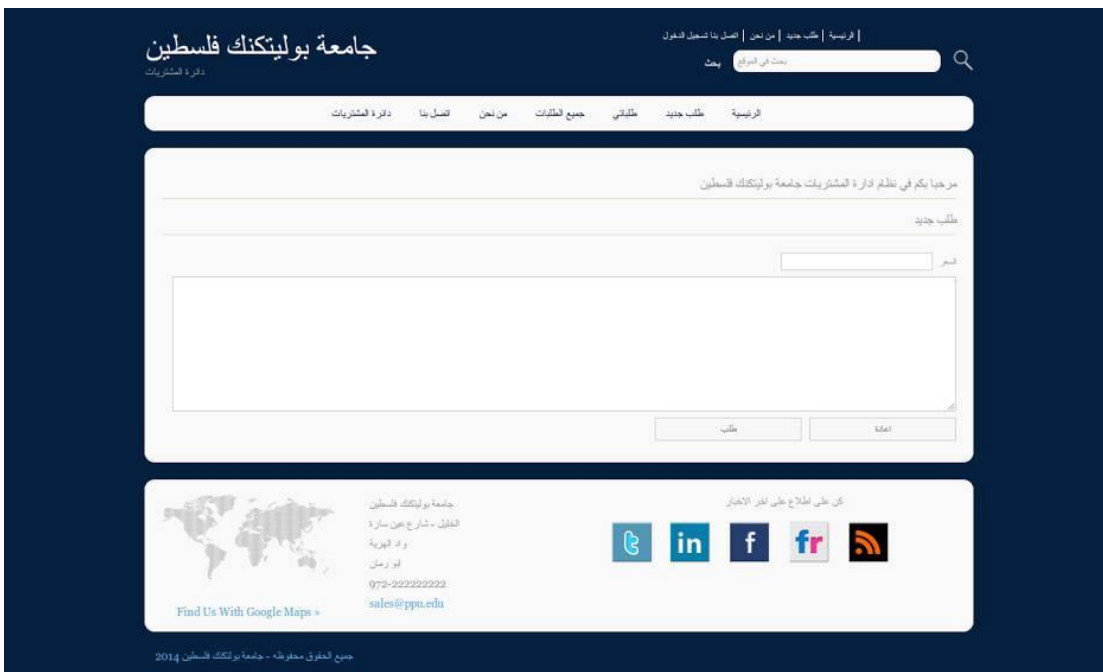 الرئيسية | طلب جديد | من نحن | اتصل بنا تسجيل الدخول |
جامعة بوليتكنك فلسطين
دائرة المشتريات
بحث في الموقع
بحث
الرئيسية طلب جديد طلباتي جميع الطلبات من نحن اتصل بنا دائرة المشتريات
مرحبا بكم في نظام ادارة المشتريات جامعة بوليتكنك فلسطين
طلب جديد
السعر
اعادة
طلب
كن على اطلاع على اخر الاخبار
in f fr
جامعة بوليتكنك فلسطين
الخليل - شارع عين سارة
واد الهرية
ابو رمان
972-222222222
sales@ppu.edu
Find Us With Google Maps »
جميع الحقوق محفوظه - جامعة بولتكنك فلسطين 2014